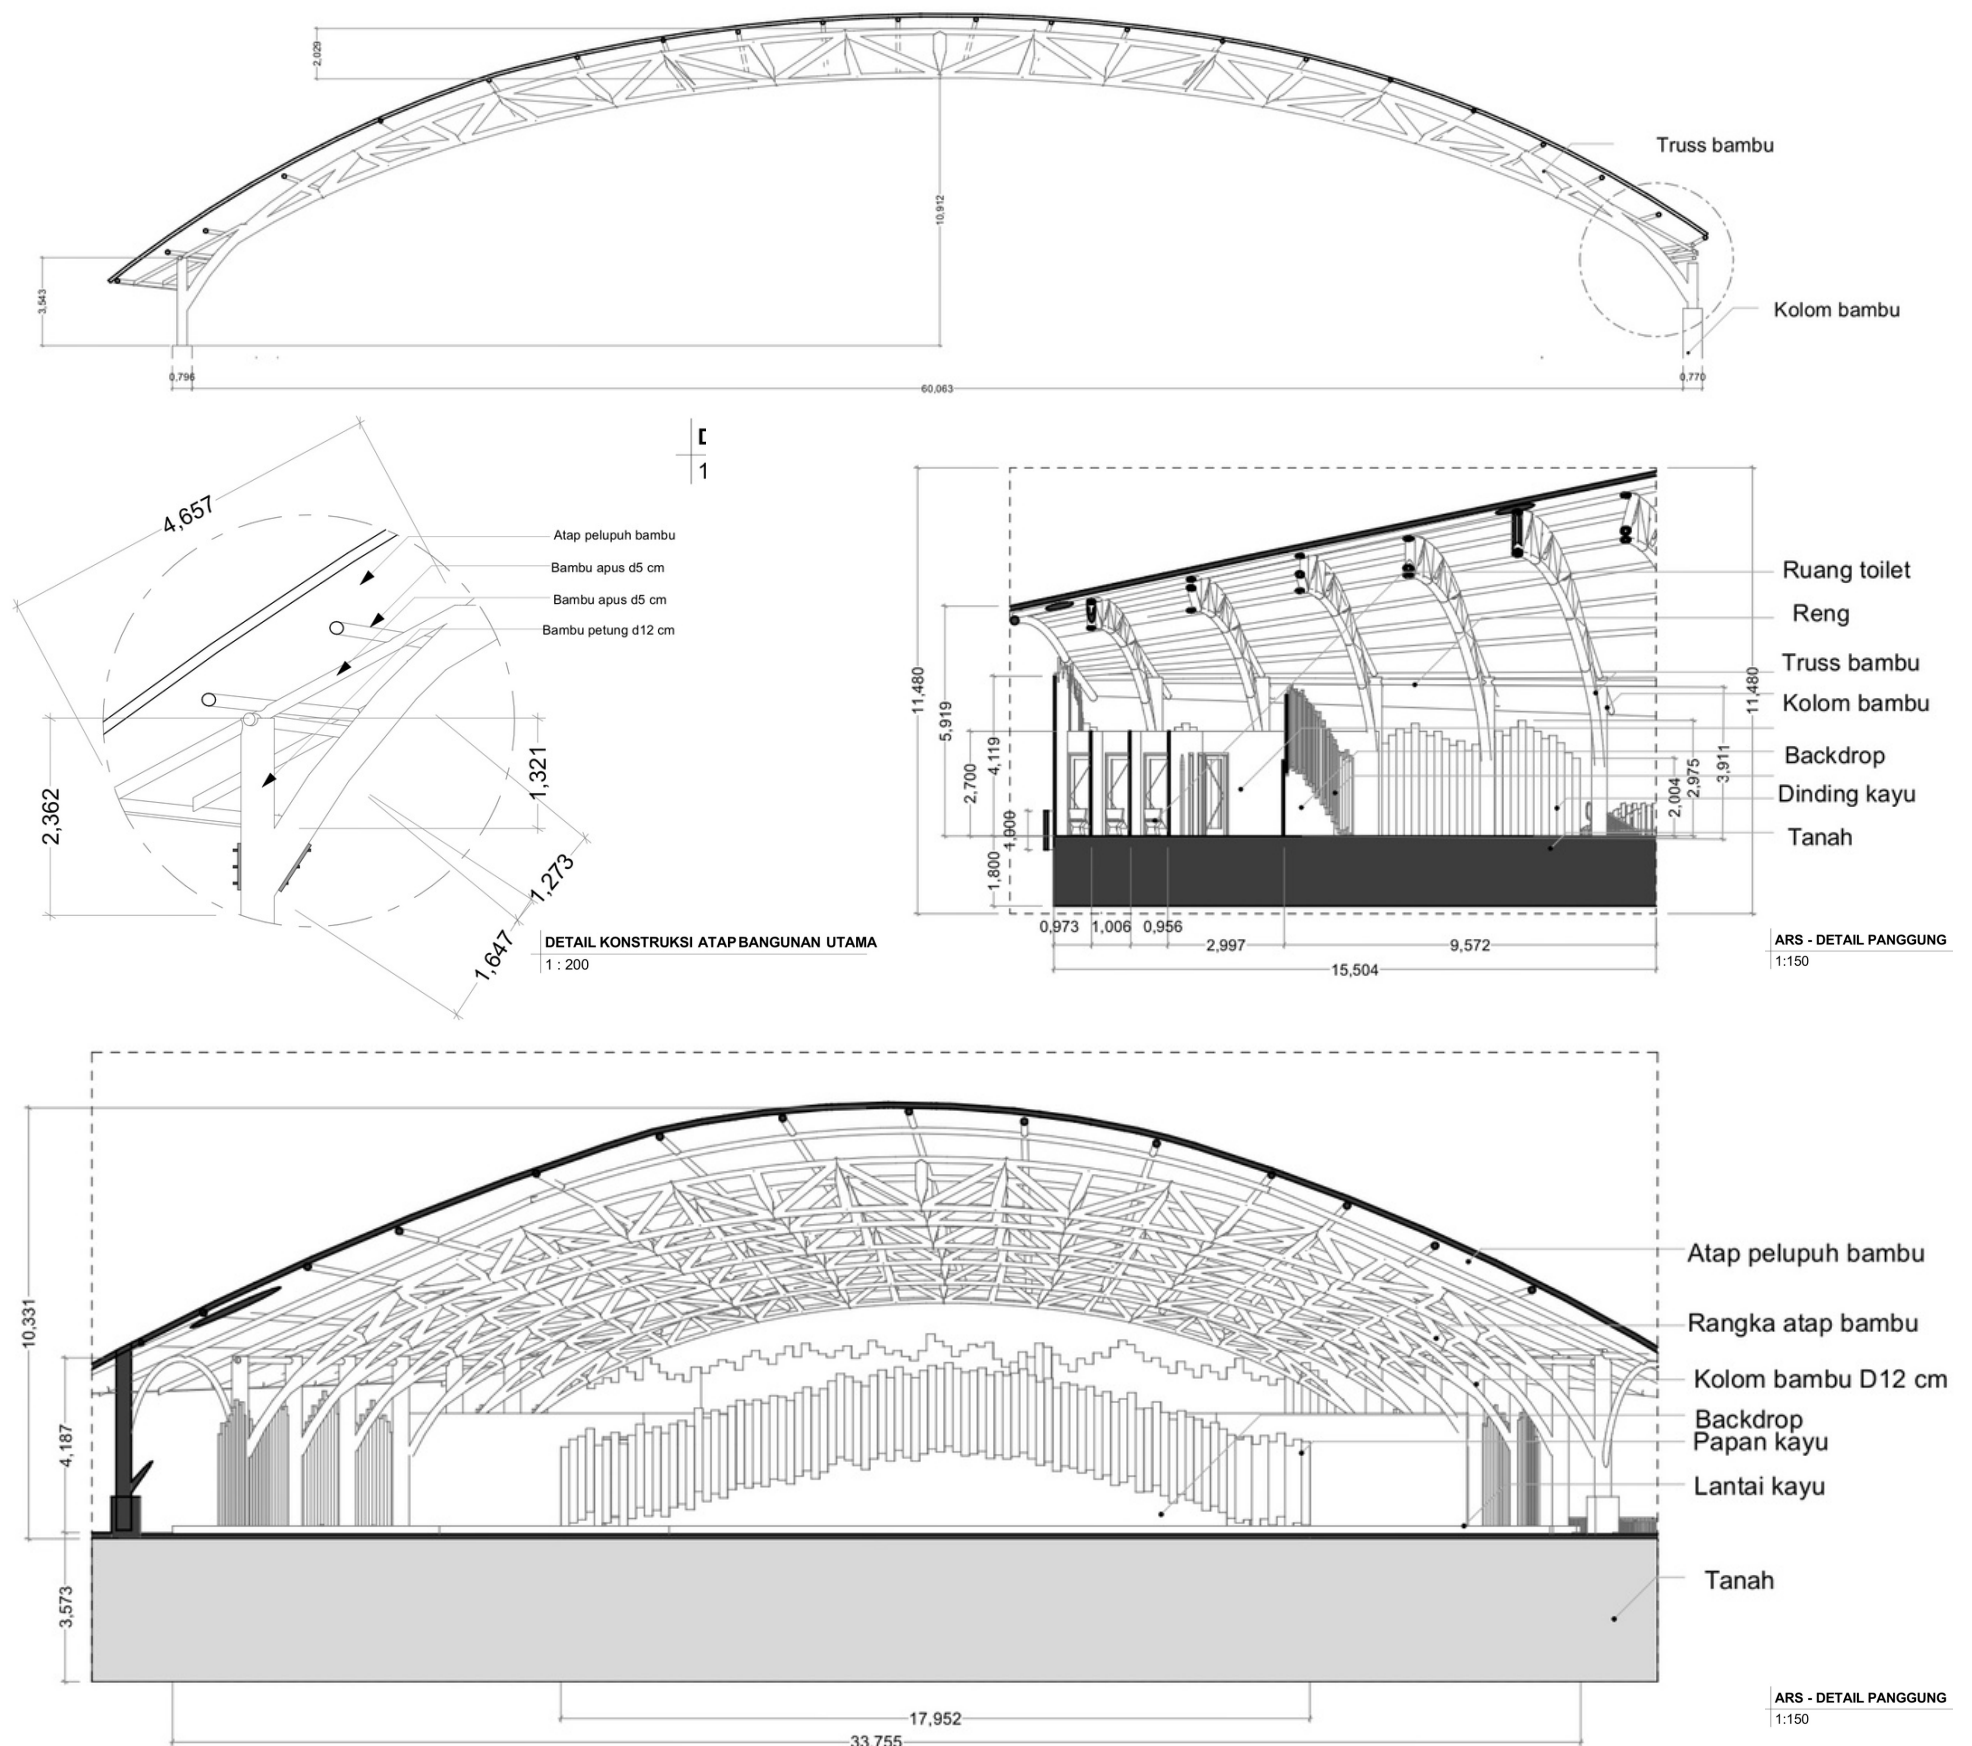 2,029
Truss bambu
10,912
3,543
Kolom bambu
0,796
60,063
0,770
1
4,657
Atap pelupuh bambu
Bambu apus d5 cm
Bambu apus d5 cm
Bambu petung d12 cm
2,362
1,321
1,273
1,647
DETAIL KONSTRUKSI ATAP BANGUNAN UTAMA
1 : 200
11,480
5,919
4,119
2,700
1,000
1,800
Ruang toilet
Reng
Truss bambu
Kolom bambu
Backdrop
Dinding kayu
Tanah
11,480
3,911
2,975
2,004
0,973
1,006
0,956
2,997
9,572
15,504
ARS - DETAIL PANGGUNG
1:150
10,331
4,187
3,573
Atap pelupuh bambu
Rangka atap bambu
Kolom bambu D12 cm
Backdrop
Papan kayu
Lantai kayu
Tanah
17,952
33,755
ARS - DETAIL PANGGUNG
1:150